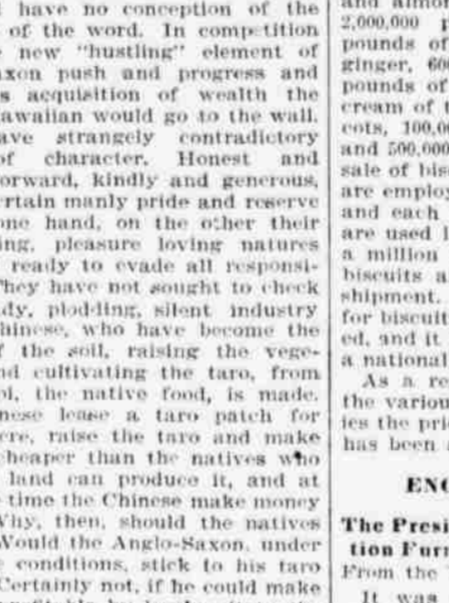 have no conception of the
of the word. In competition
new "hustling" element of
axon push and progress and
s acquisition of wealth the
awaiian would go to the wall.
ave strangely contradictory
of character. Honest and
orward, kindly and generous,
ertain manly pride and reserve
one hand, on the other their
ing, pleasure loving natures
ready to evade all responsi-
They have not sought to check
dy, plodding, silent industry
hinese, who have become the
f the soil, raising the vege-
nd cultivating the taro, from
oi, the native food, is made.
nese lease a taro patch for
ere, raise the taro and make
cheaper than the natives who
land can produce it, and at
time the Chinese make money
Why, then, should the natives
Would the Anglo-Saxon, under
conditions, stick to his taro
Certainly not, if he could make
and almon
2,000,000 p
pounds of
ginger, 600
pounds of
cream of t
cots, 100,00
and 500,000
sale of bis
are employ
and each
are used i
a million
biscuits a
shipment.
for biscuit
ed, and it
a national
As a re
the variou
ies the pri
has been
ENG
The Presi
tion Furn
From the
It was